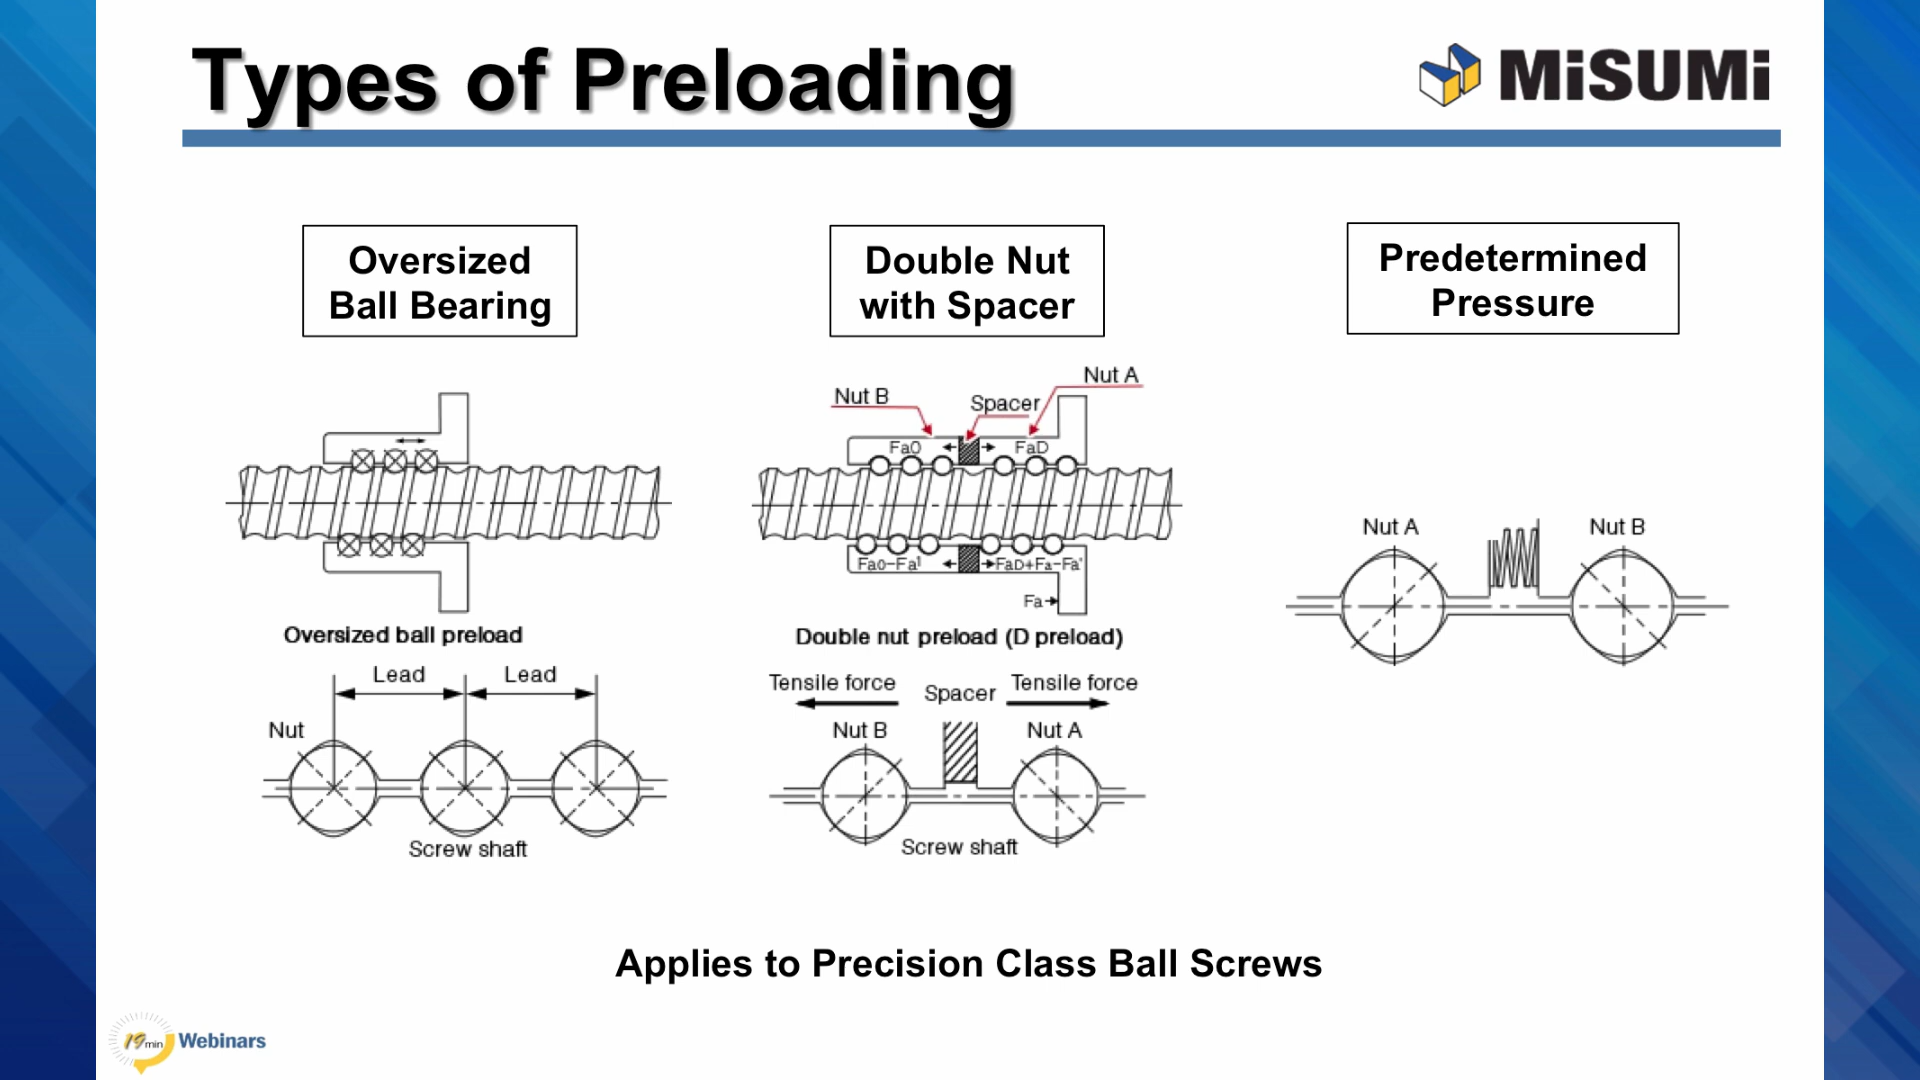 Types of Preloading
MiSUMi
Oversized
Ball Bearing
Double Nut
with Spacer
Predetermined
Pressure
Nut B
Spacer
Nut A
Fa0
FaD
Fa0-Fa'
FaD+Fa-Fa'
Fa
Oversized ball preload
Double nut preload (D preload)
Lead
Lead
Nut
Screw shaft
Tensile force
Spacer
Tensile force
Nut B
Nut A
Screw shaft
Nut A
Nut B
Applies to Precision Class Ball Screws
19min Webinars